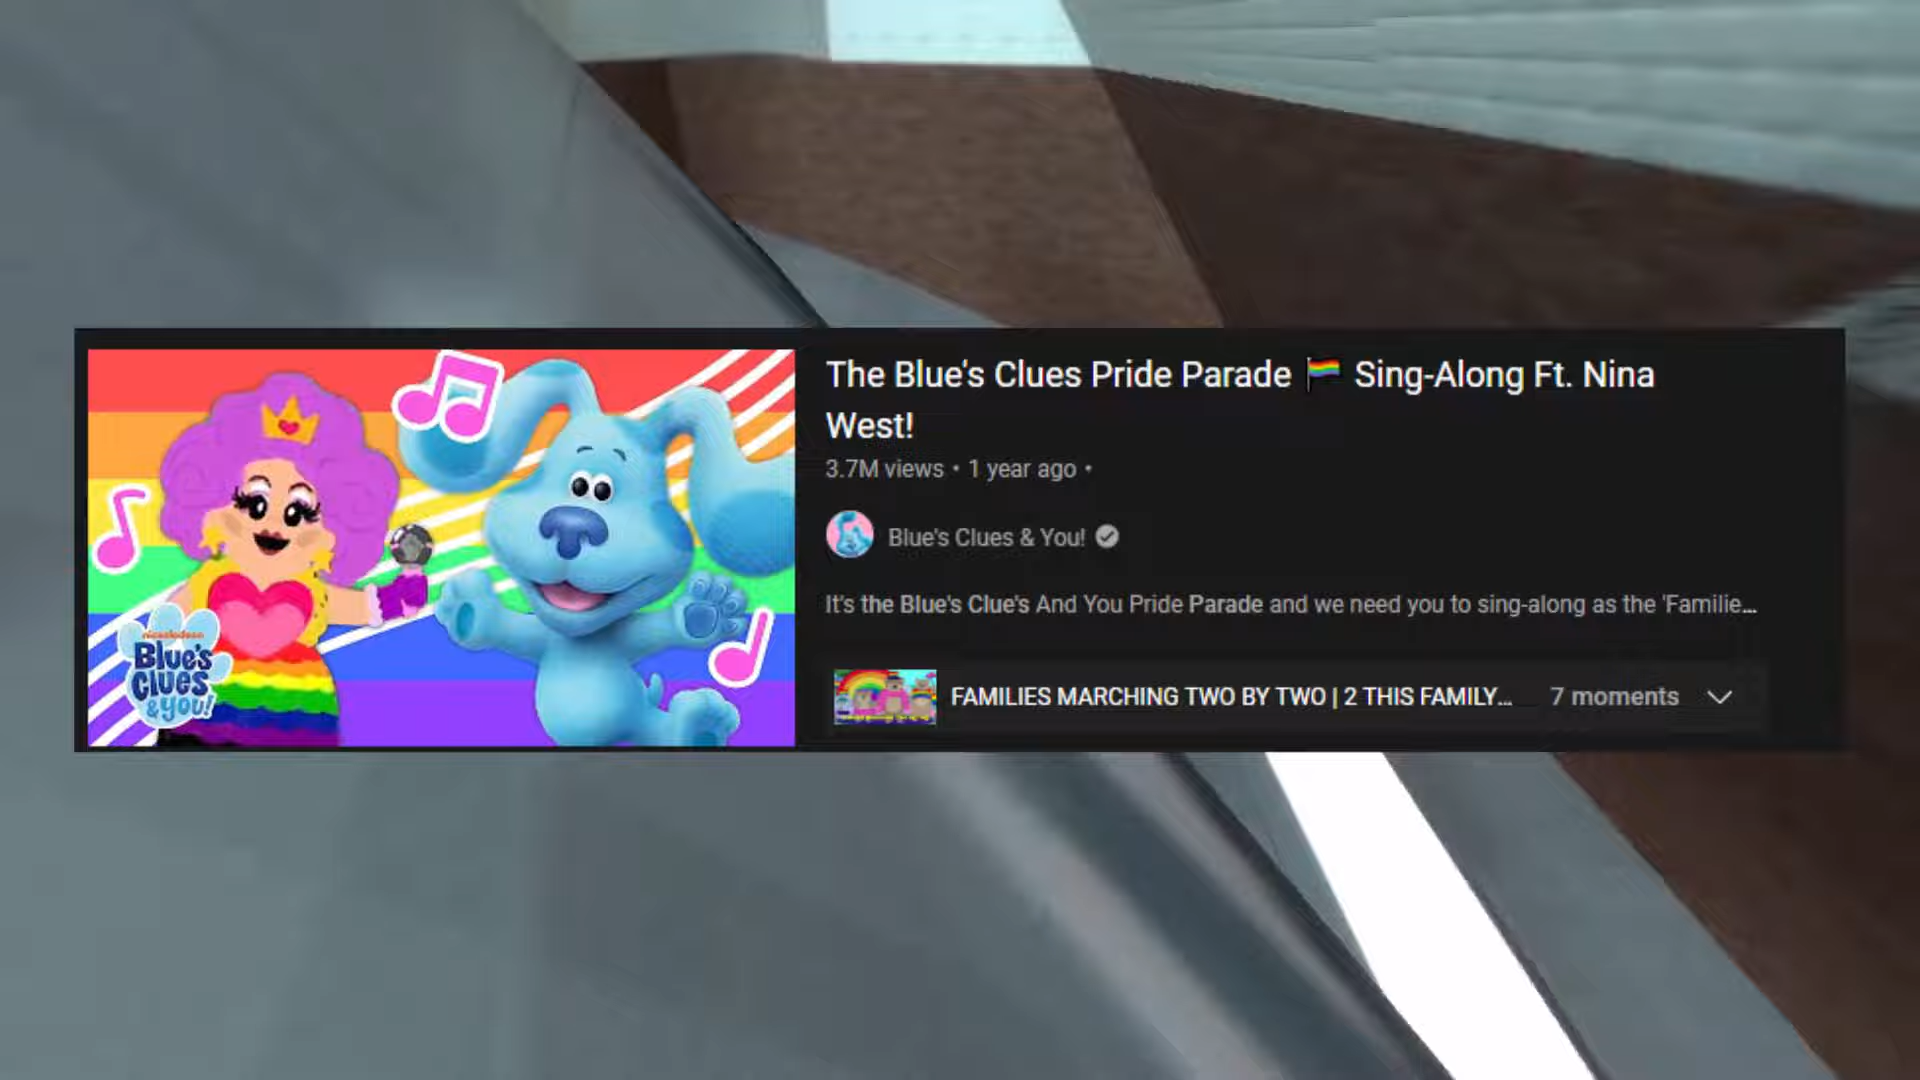 The Blue's Clues Pride Parade 🏳️‍🌈 Sing-Along Ft. Nina
West!
3.7M views • 1 year ago •
Blue's Clues & You!
It's the Blue's Clue's And You Pride Parade and we need you to sing-along as the 'Familie...
FAMILIES MARCHING TWO BY TWO | 2 THIS FAMILY... 7 moments
nickelodeon
Blue's
Clues
& YOU!